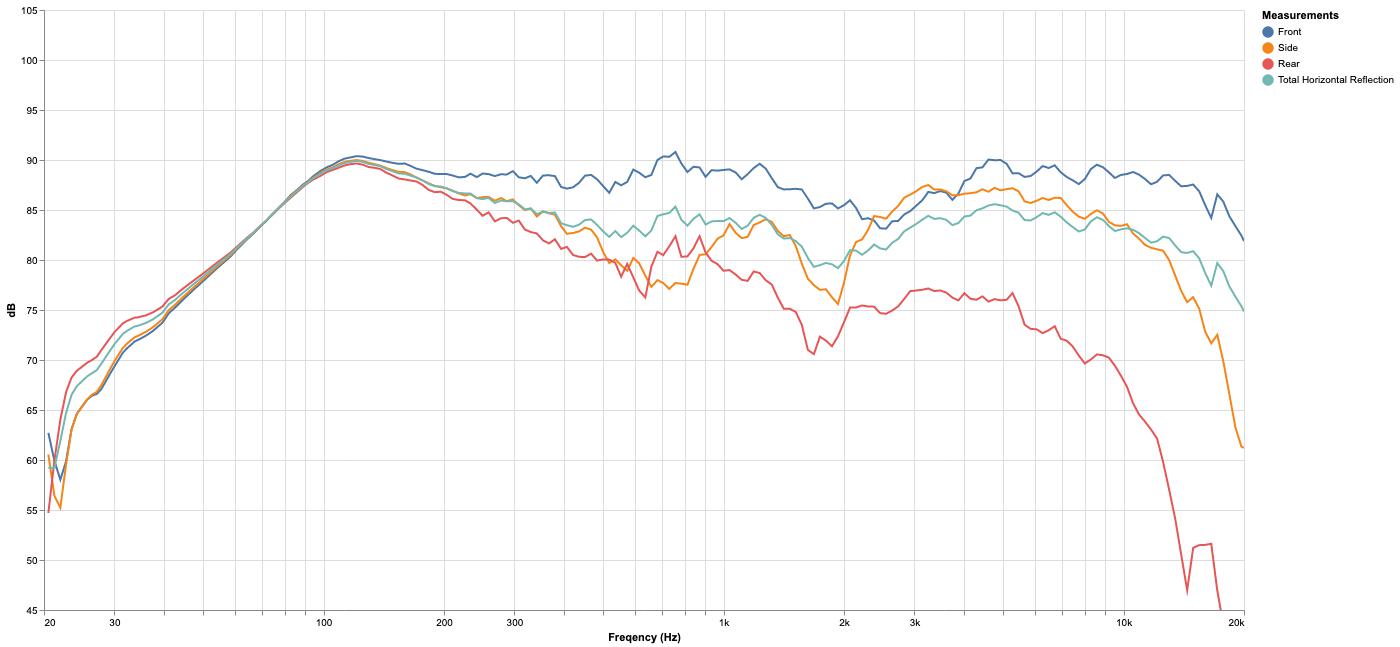 105
100
95
90
85
80
75
70
65
60
55
50
45
dB
20 30 100 200 300 1k 2k 3k 10k 20k
Freqency (Hz)
Measurements
Front
Side
Rear
Total Horizontal Reflection